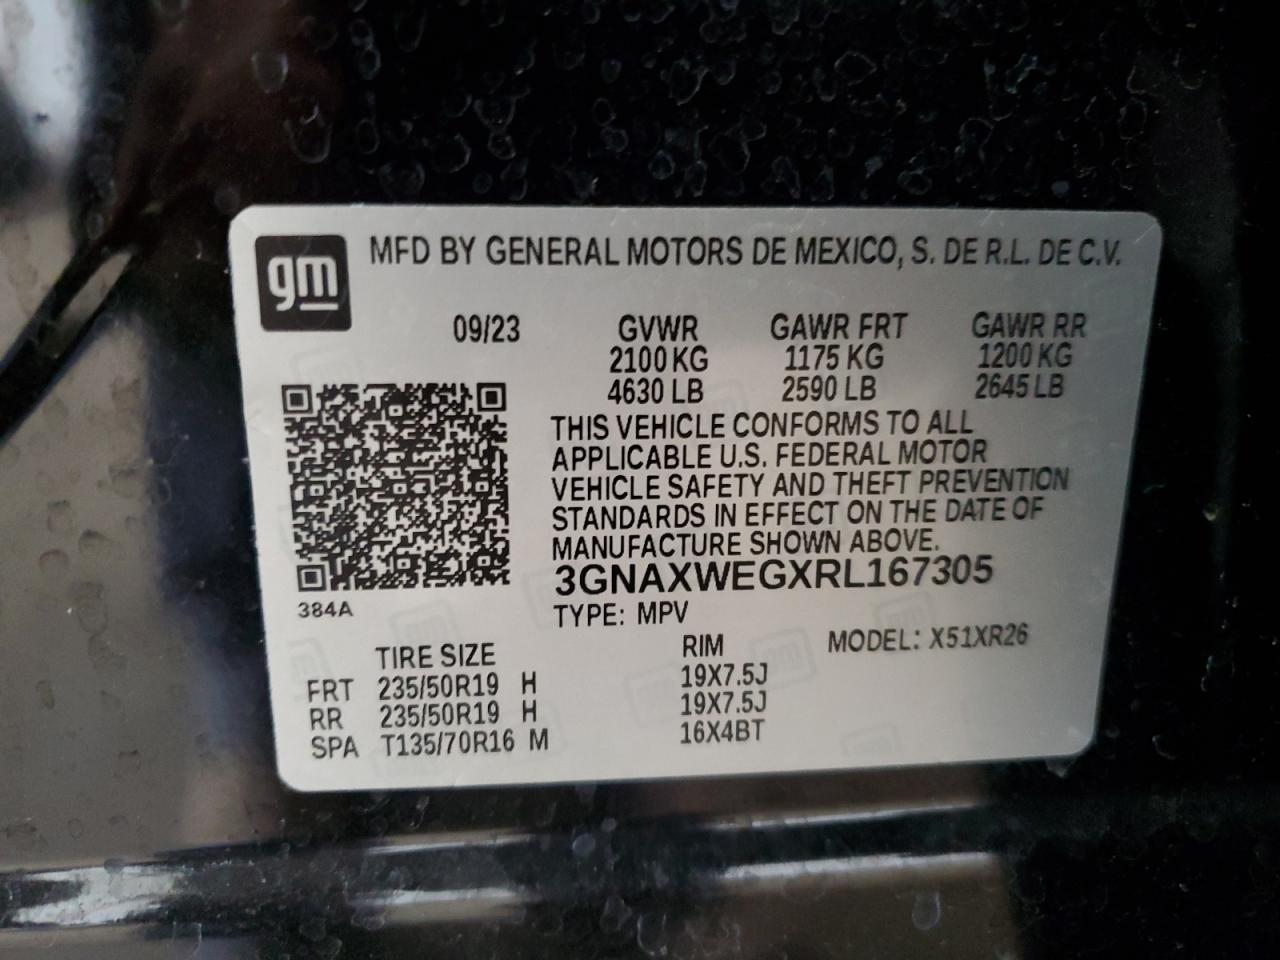 gm
MFD BY GENERAL MOTORS DE MEXICO, S. DE R.L. DE C.V.
09/23 GVWR GAWR FRT GAWR RR
2100 KG 1175 KG 1200 KG
4630 LB 2590 LB 2645 LB
THIS VEHICLE CONFORMS TO ALL
APPLICABLE U.S. FEDERAL MOTOR
VEHICLE SAFETY AND THEFT PREVENTION
STANDARDS IN EFFECT ON THE DATE OF
MANUFACTURE SHOWN ABOVE.
3GNAXWEGXRL167305
384A
TYPE: MPV
TIRE SIZE RIM MODEL: X51XR26
FRT 235/50R19 H 19X7.5J
RR 235/50R19 H 19X7.5J
SPA T135/70R16 M 16X4BT